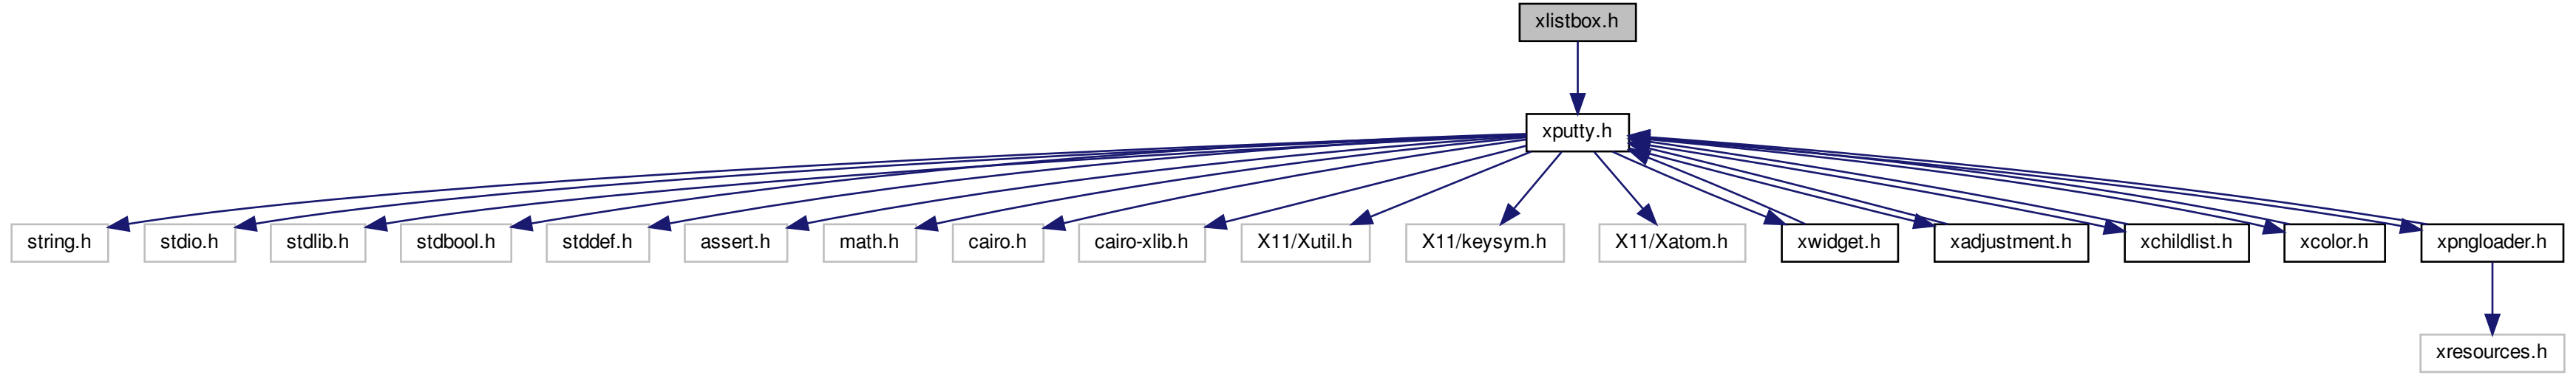 xlistbox.h
xputty.h
string.h
stdio.h
stdlib.h
stdbool.h
stddef.h
assert.h
math.h
cairo.h
cairo-xlib.h
X11/Xutil.h
X11/keysym.h
X11/Xatom.h
xwidget.h
xadjustment.h
xchildlist.h
xcolor.h
xpngloader.h
xresources.h